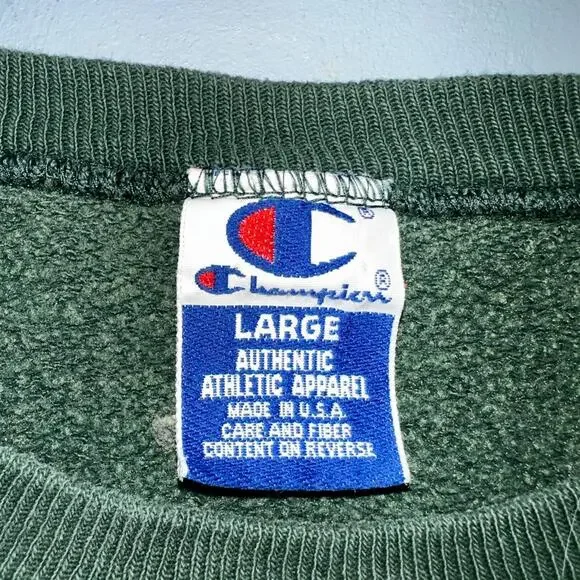 ®
Champion ®
LARGE
AUTHENTIC
ATHLETIC APPAREL
MADE IN U.S.A.
CARE AND FIBER
CONTENT ON REVERSE